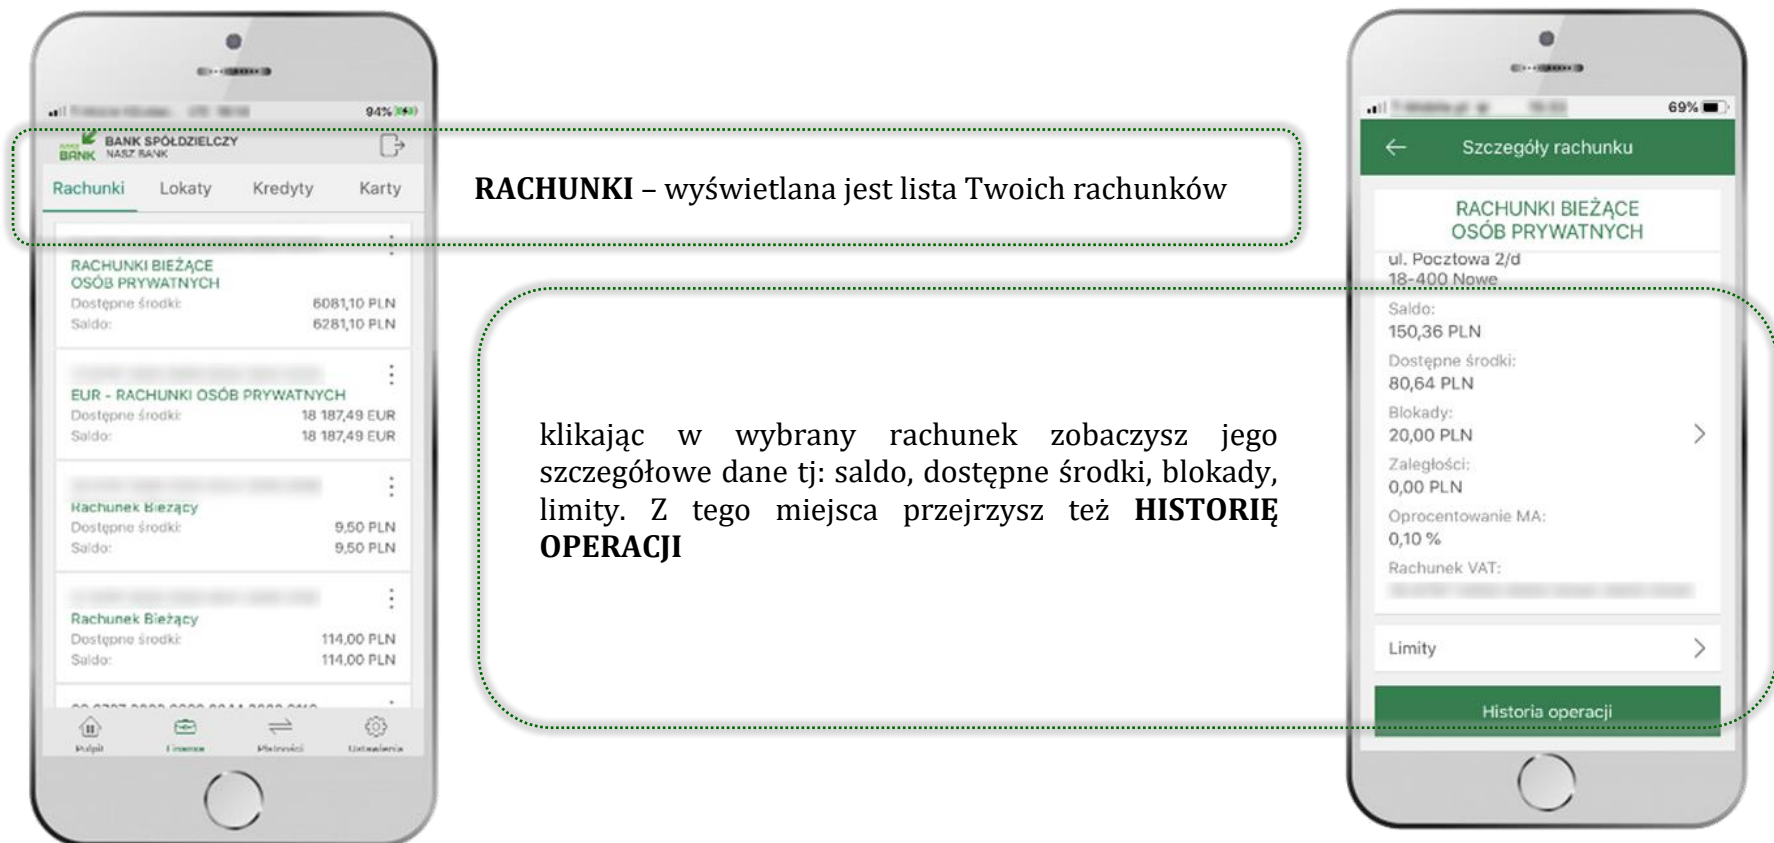 94%
BANK SPÓŁDZIELCZY
BANK NASZ BANK
Rachunki Lokaty Kredyty Karty
RACHUNKI BIEŻĄCE
OSÓB PRYWATNYCH
Dostępne środki: 6081,10 PLN
Saldo: 6281,10 PLN
EUR - RACHUNKI OSÓB PRYWATNYCH
Dostępne środki: 18 187,49 EUR
Saldo: 18 187,49 EUR
Rachunek Bieżący
Dostępne środki: 9,50 PLN
Saldo: 9,50 PLN
Rachunek Bieżący
Dostępne środki: 114,00 PLN
Saldo: 114,00 PLN
Pulpit Finanse Płatności Ustawienia
RACHUNKI – wyświetlana jest lista Twoich rachunków
klikając w wybrany rachunek zobaczysz jego
szczegółowe dane tj: saldo, dostępne środki, blokady,
limity. Z tego miejsca przejrzysz też HISTORIĘ
OPERACJI
69%
Szczegóły rachunku
RACHUNKI BIEŻĄCE
OSÓB PRYWATNYCH
ul. Pocztowa 2/d
18-400 Nowe
Saldo:
150,36 PLN
Dostępne środki:
80,64 PLN
Blokady:
20,00 PLN
Zaległości:
0,00 PLN
Oprocentowanie MA:
0,10 %
Rachunek VAT:
Limity
Historia operacji